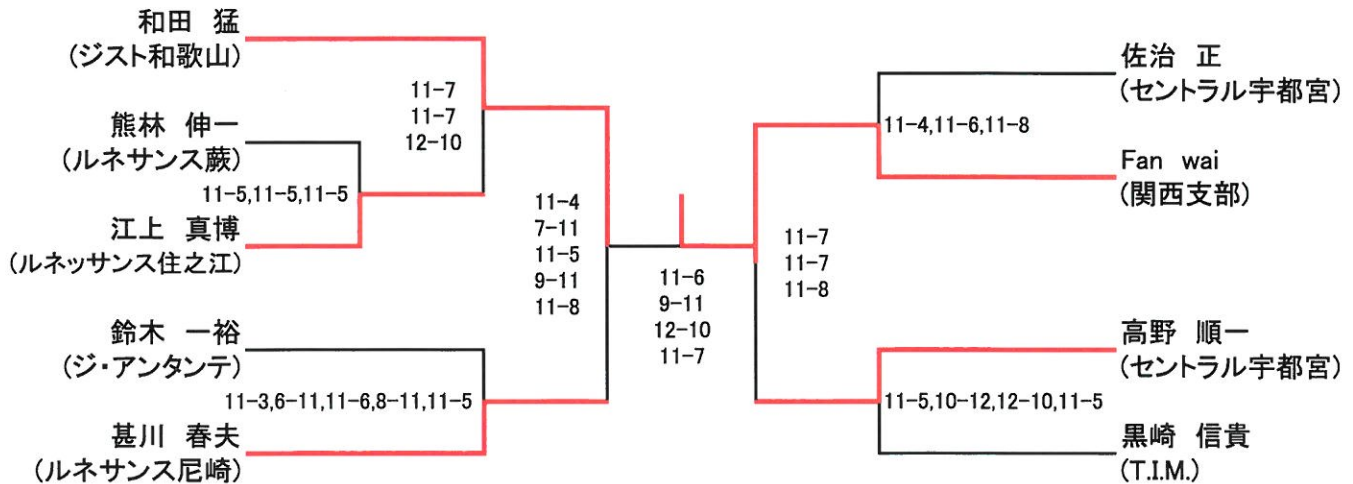 和田 猛
(ジスト和歌山)
熊林 伸一
(ルネサンス蕨)
江上 真博
(ルネッサンス住之江)
鈴木 一裕
(ジ・アンタンテ)
甚川 春夫
(ルネサンス尼崎)
11-7
11-7
12-10
11-5,11-5,11-5
11-3,6-11,11-6,8-11,11-5
11-4
7-11
11-5
9-11
11-8
11-6
9-11
12-10
11-7
11-7
11-7
11-8
11-4,11-6,11-8
11-5,10-12,12-10,11-5
佐治 正
(セントラル宇都宮)
Fan wai
(関西支部)
高野 順一
(セントラル宇都宮)
黒崎 信貴
(T.I.M.)